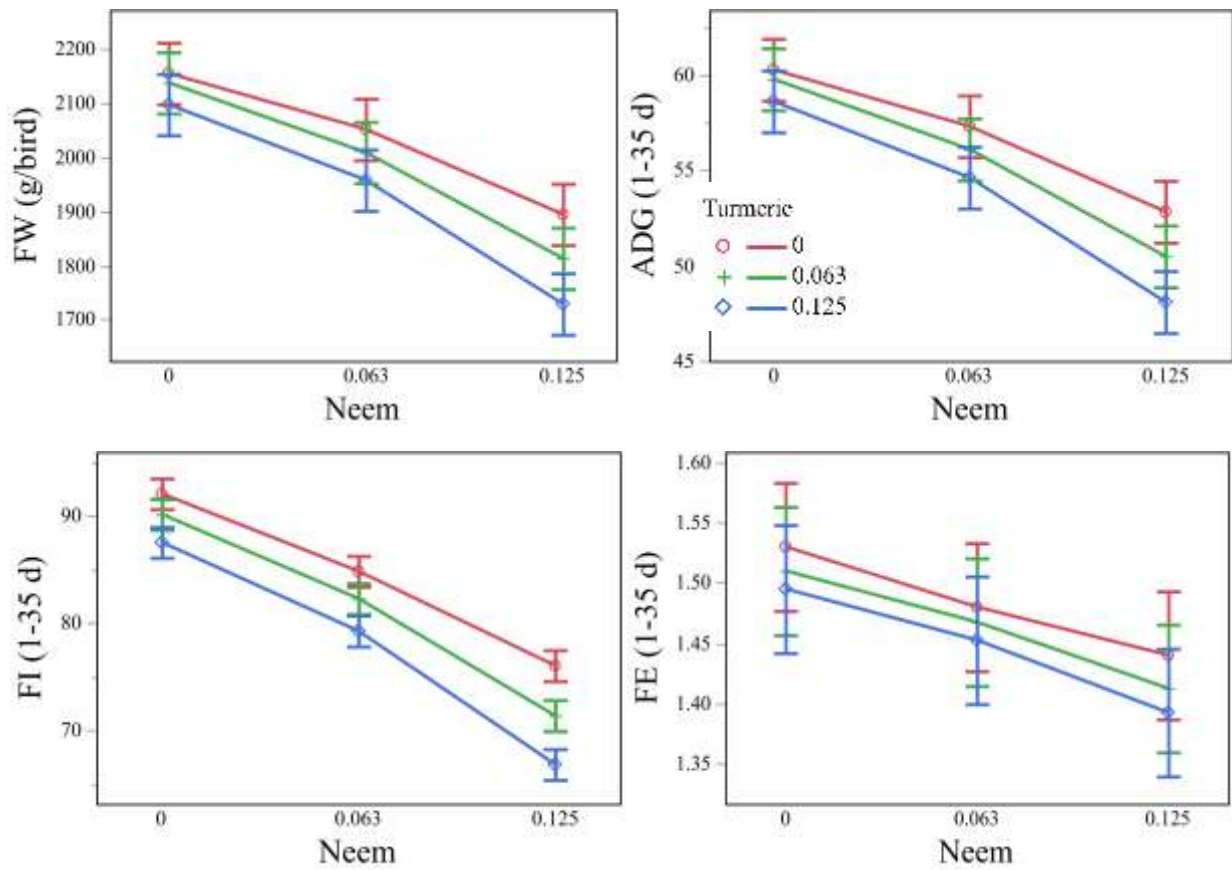 FW (g/bird)
2200
2100
2000
1900
1800
1700
0 0.063 0.125
Neem
ADG (1-35 d)
60
55
50
45
Turmeric
0
0.063
0.125
0 0.063 0.125
Neem
FI (1-35 d)
90
80
70
0 0.063 0.125
Neem
FE (1-35 d)
1.60
1.55
1.50
1.45
1.40
1.35
0 0.063 0.125
Neem